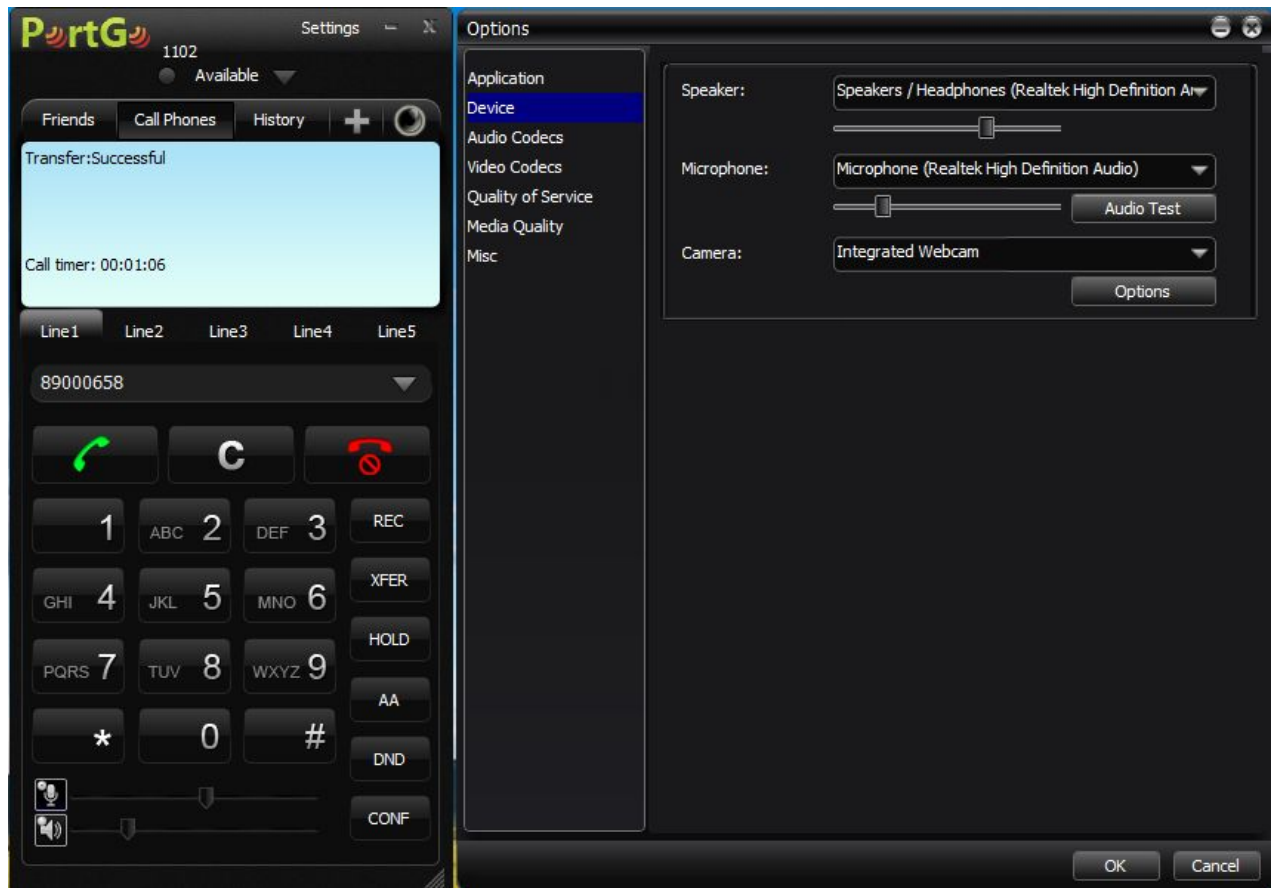 PortGo
Settings
1102
Available
Friends Call Phones History
Transfer:Successful
Call timer: 00:01:06
Line1 Line2 Line3 Line4 Line5
89000658
C
1 ABC 2 DEF 3 REC
GHI 4 JKL 5 MNO 6 XFER
HOLD
PQRS 7 TUV 8 WXYZ 9
AA
* 0 #
DND
CONF
Options
Application
Device
Audio Codecs
Video Codecs
Quality of Service
Media Quality
Misc
Speaker: Speakers / Headphones (Realtek High Definition
Microphone: Microphone (Realtek High Definition Audio)
Audio Test
Camera: Integrated Webcam
Options
OK Cancel